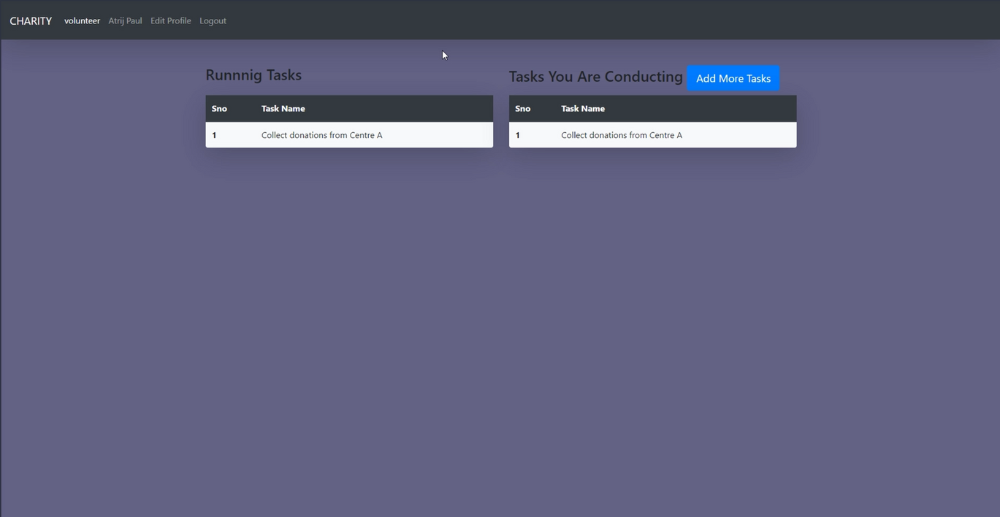 CHARITY volunteer Atrij Paul Edit Profile Logout
Runnnig Tasks
Sno Task Name
1 Collect donations from Centre A
Tasks You Are Conducting Add More Tasks
Sno Task Name
1 Collect donations from Centre A